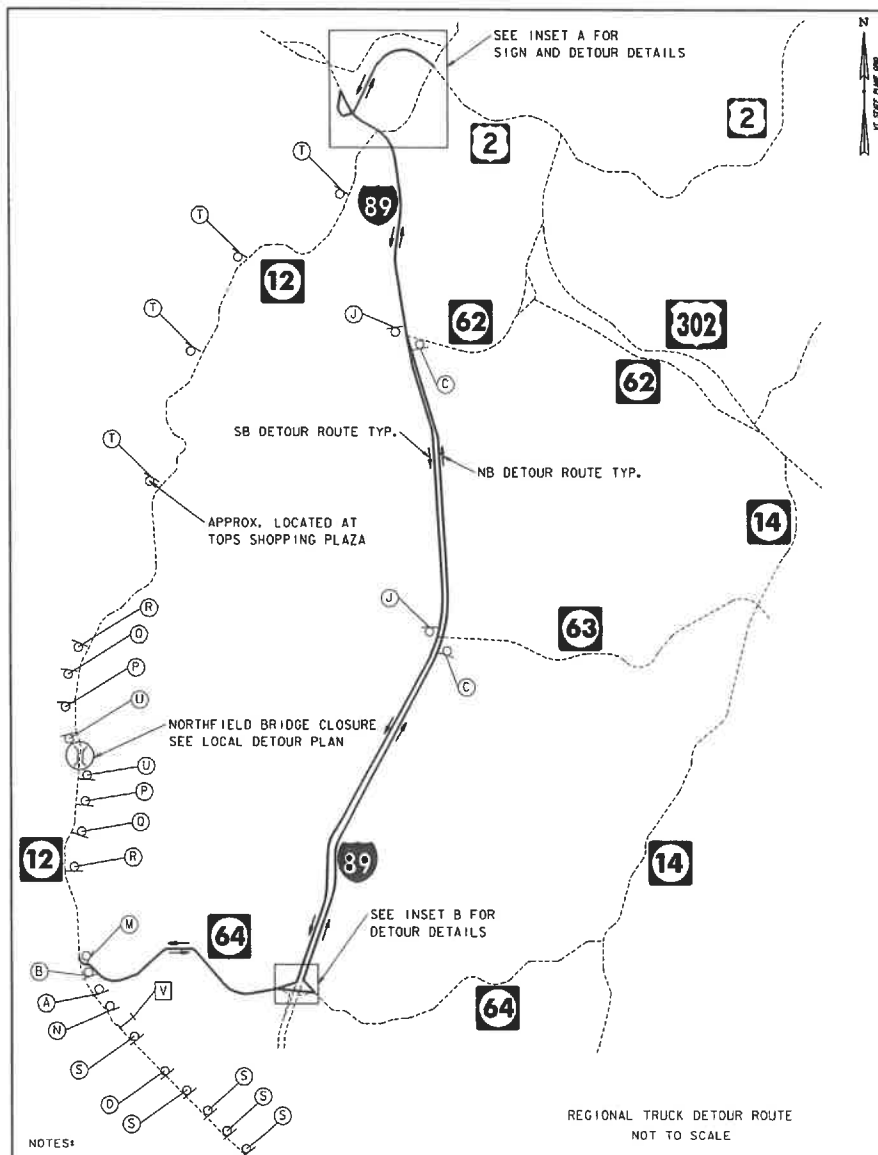 SEE INSET A FOR
SIGN AND DETOUR DETAILS
N
2
2
T
89
T
12
T
J
62
302
C
62
SB DETOUR ROUTE TYP.
NB DETOUR ROUTE TYP.
T
14
APPROX. LOCATED AT
TOPS SHOPPING PLAZA
R
J
63
Q
P
C
U
NORTHFIELD BRIDGE CLOSURE
SEE LOCAL DETOUR PLAN
U
P
Q
12
89
14
R
SEE INSET B FOR
DETOUR DETAILS
64
M
B
V
A
64
N
S
D
S
S
S
S
REGIONAL TRUCK DETOUR ROUTE
NOT TO SCALE
NOTES: